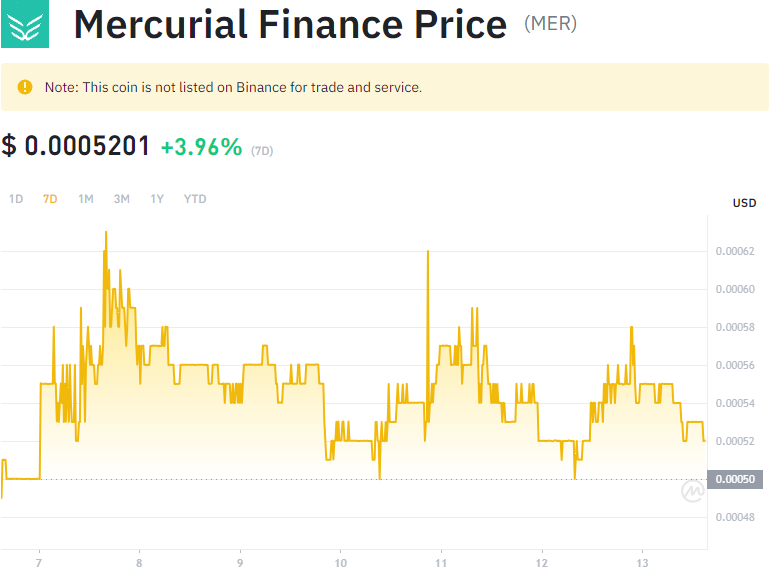 Mercurial Finance Price (MER)
Note: This coin is not listed on Binance for trade and service.
$ 0.0005201 +3.96% (7D)
1D 7D 1M 3M 1Y YTD
USD
0.00062
0.00060
0.00058
0.00056
0.00054
0.00052
0.00050
0.00048
7 8 9 10 11 12 13